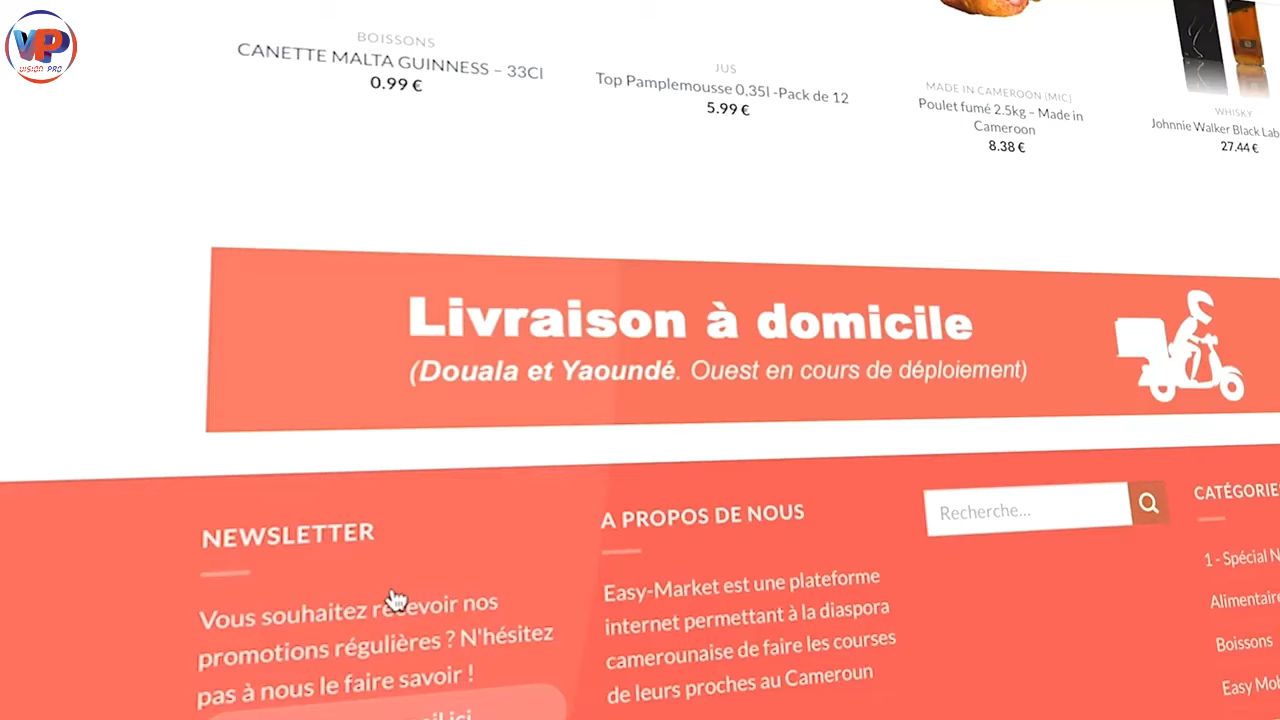 VP
VISION PRO
BOISSONS
CANETTE MALTA GUINNESS – 33Cl
0.99 €
JUS
Top Pamplemousse 0,35l -Pack de 12
5.99 €
MADE IN CAMEROON (MIC)
Poulet fumé 2.5kg – Made in
Cameroon
8.38 €
WHISKY
Johnnie Walker Black Lab
27.44 €
Livraison à domicile
(Douala et Yaoundé. Ouest en cours de déploiement)
NEWSLETTER
Vous souhaitez recevoir nos
promotions régulières ? N'hésitez
pas à nous le faire savoir !
ici
A PROPOS DE NOUS
Easy-Market est une plateforme
internet permettant à la diaspora
camerounaise de faire les courses
de leurs proches au Cameroun
Recherche...
CATÉGORIE
1 - Spécial N
Alimentair
Boissons
Easy Mo